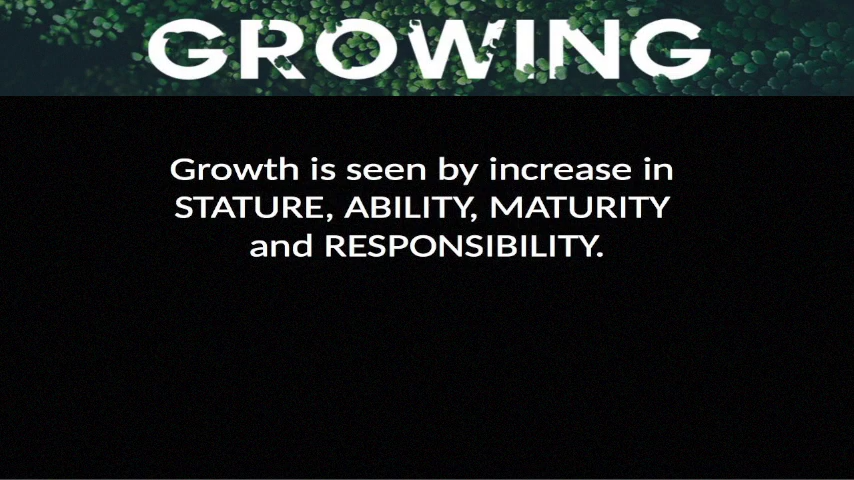 GROWING
Growth is seen by increase in
STATURE, ABILITY, MATURITY
and RESPONSIBILITY.